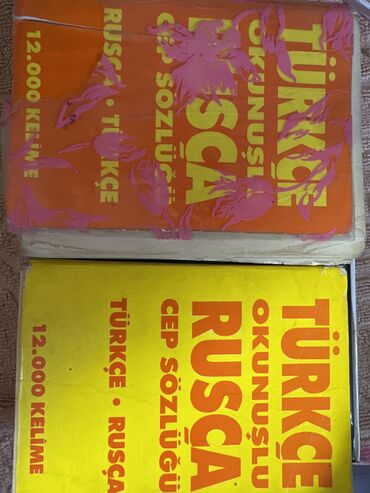 TÜRKÇE
OKUNUŞLU
RUSÇA
CEP SÖZLÜĞÜ
RUSÇA • TÜRKÇE
12.000 KELİME
TÜRKÇE
OKUNUŞLU
RUSÇA
CEP SÖZLÜĞÜ
TÜRKÇE • RUSÇA
12.000 KELİME